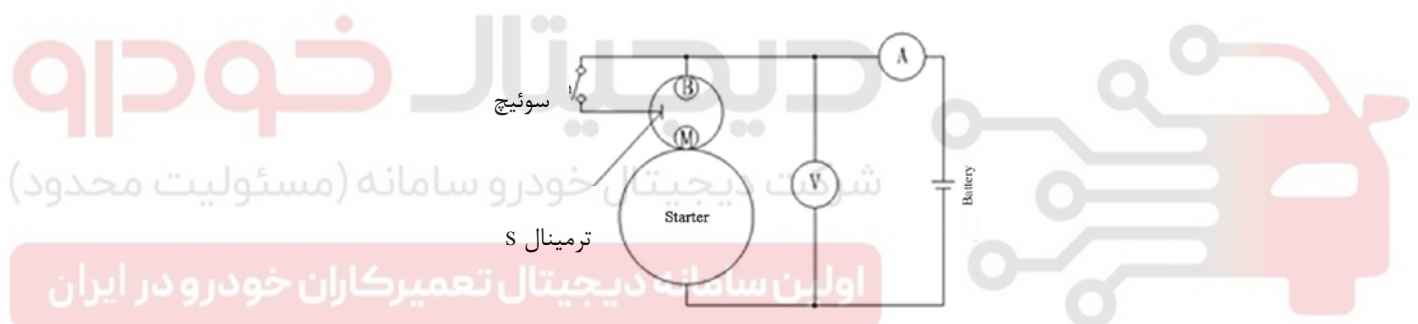 دیجیتال خودرو
شرکت دیجیتال خودرو سامانه (مسئولیت محدود)
اولین سامانه دیجیتال تعمیرکاران خودرو در ایران
سوئیچ
B
M
A
V
Battery
Starter
ترمینال S